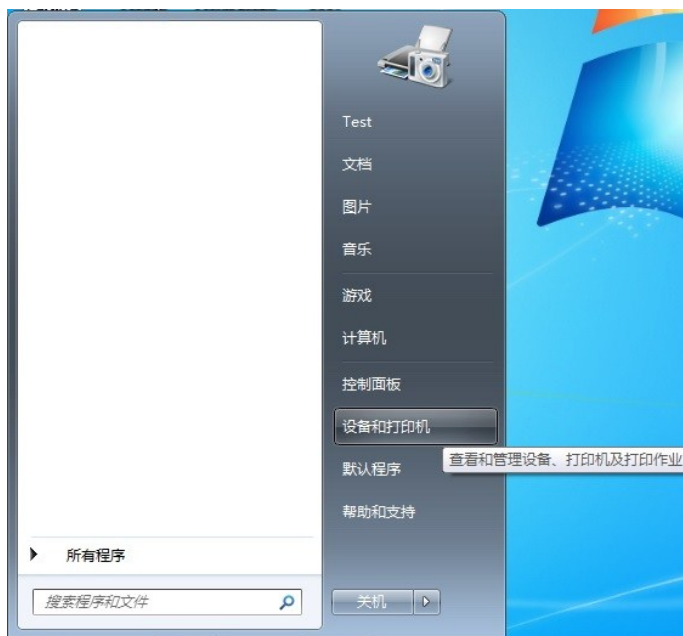 Test
文档
图片
音乐
游戏
计算机
控制面板
设备和打印机
查看和管理设备、打印机及打印作业
默认程序
帮助和支持
所有程序
搜索程序和文件
关机